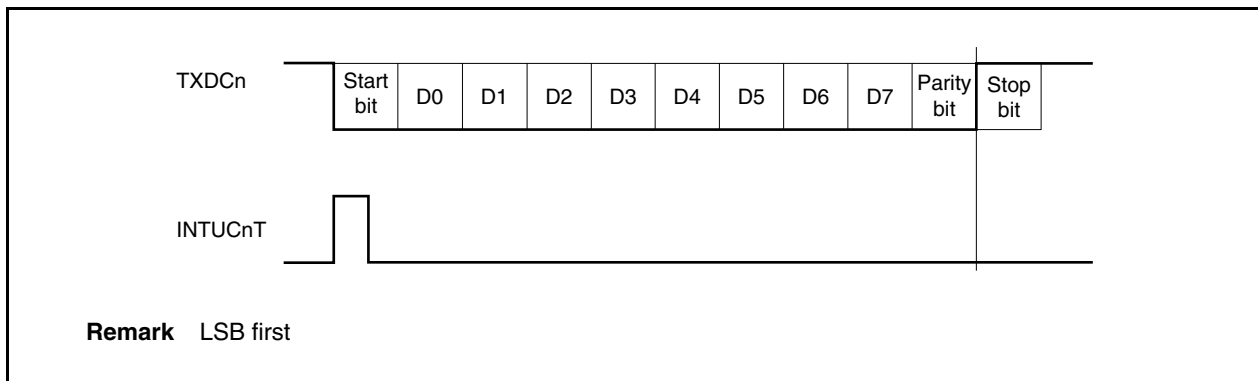 TXDCn
Start bit D0 D1 D2 D3 D4 D5 D6 D7 Parity bit Stop bit
INTUCnT
Remark LSB first